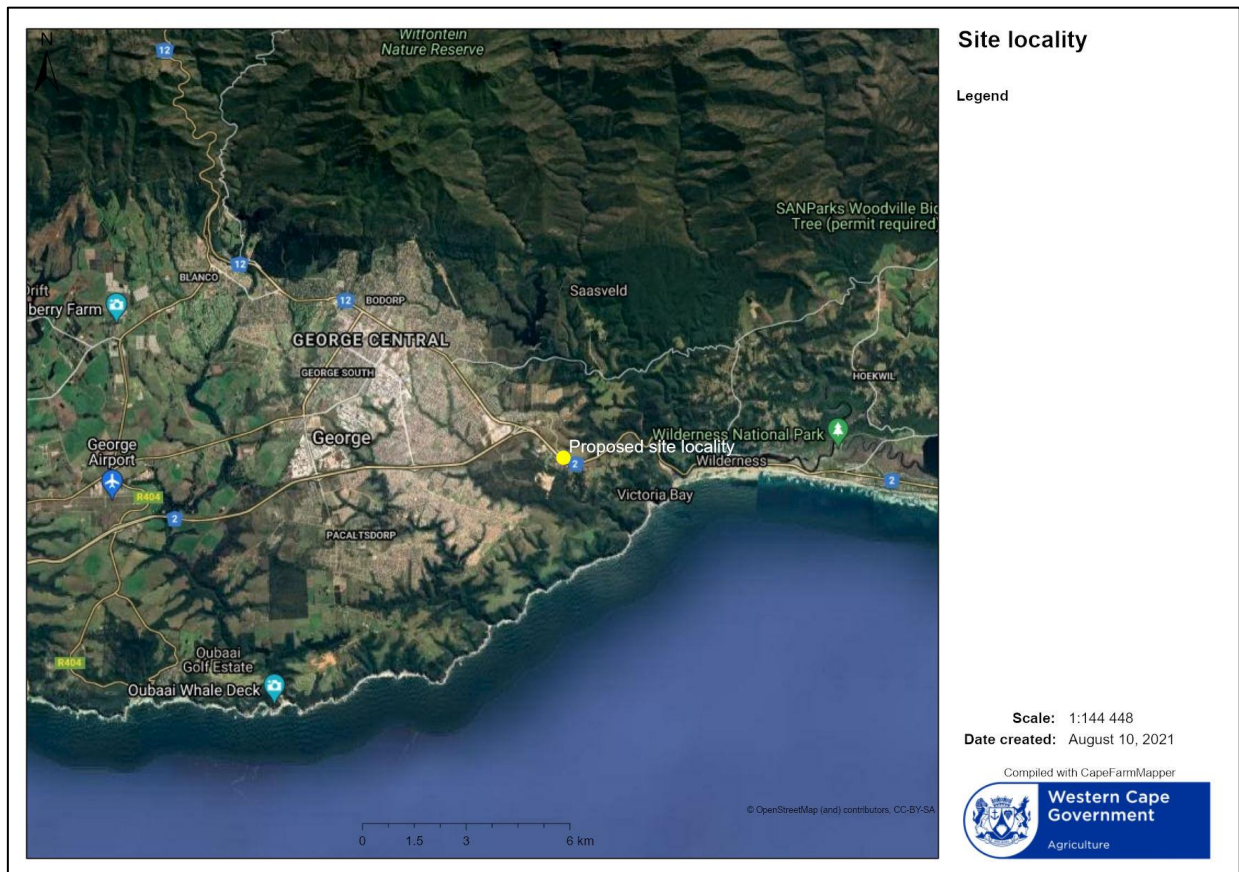 Site locality
Legend
N
Witfontein
Nature Reserve
12
SANParks Woodville Big
Tree (permit required)
12
BLANCO
Saasveld
berry Farm
12
BODORP
GEORGE CENTRAL
GEORGE SOUTH
HOEKWIL
George
Proposed site locality
Wilderness National Park
George
Airport
2
Wilderness
2
R404
Victoria Bay
2
PACALTSDORP
Oubaai
Golf Estate
R404
Oubaai Whale Deck
© OpenStreetMap (and) contributors, CC-BY-SA
0 1.5 3 6 km
Scale: 1:144 448
Date created: August 10, 2021
Compiled with CapeFarmMapper
Western Cape
Government
Agriculture